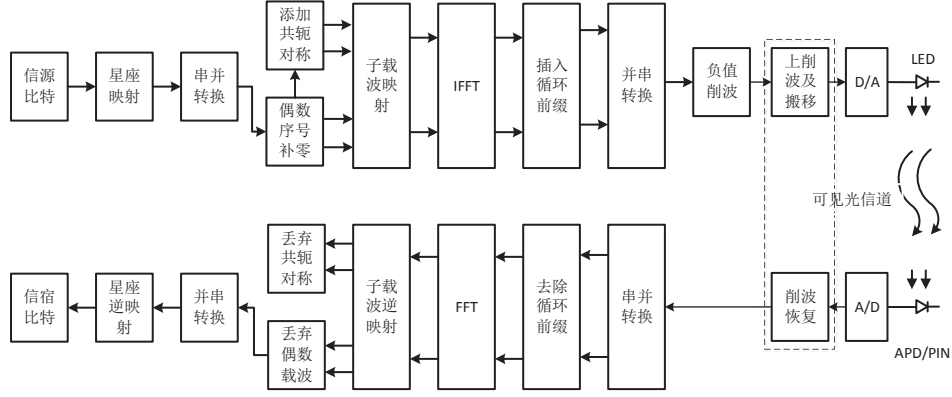 信源
比特
星座
映射
串并
转换
添加
共轭
对称
偶数
序号
补零
子载
波映
射
IFFT
插入
循环
前缀
并串
转换
负值
削波
上削
波及
搬移
D/A
LED
可见光信道
信宿
比特
星座
逆映
射
并串
转换
丢弃
共轭
对称
丢弃
偶数
载波
子载
波逆
映射
FFT
去除
循环
前缀
串并
转换
削波
恢复
A/D
APD/PIN